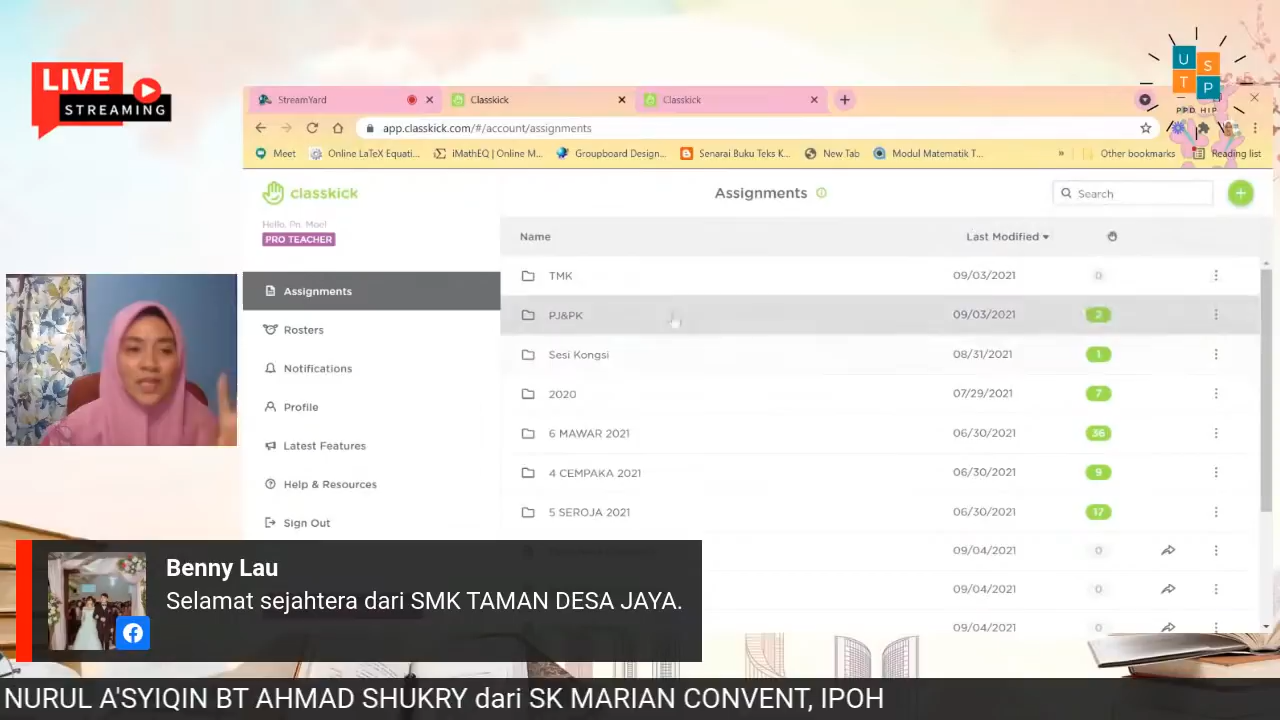 LIVE
STREAMING
U
S
T
P
PPD HIP
StreamYard
Classkick
Classkick
app.classkick.com/#/account/assignments
Meet
Online LaTeX Equati...
iMathEQ | Online M...
Groupboard Design...
Senarai Buku Teks K...
New Tab
Modul Matematik T...
»
Other bookmarks
Reading list
classkick
Assignments
Search
Hello, Pn. Moe!
PRO TEACHER
Name
Last Modified
Assignments
Rosters
Notifications
Profile
Latest Features
Help & Resources
Sign Out
TMK 09/03/2021 0
PJ&PK 09/03/2021 2
Sesi Kongsi 08/31/2021 1
2020 07/29/2021 7
6 MAWAR 2021 06/30/2021 36
4 CEMPAKA 2021 06/30/2021 9
5 SEROJA 2021 06/30/2021 17
09/04/2021 0
09/04/2021 0
09/04/2021 0
Benny Lau
Selamat sejahtera dari SMK TAMAN DESA JAYA.
NURUL A'SYIQIN BT AHMAD SHUKRY dari SK MARIAN CONVENT, IPOH